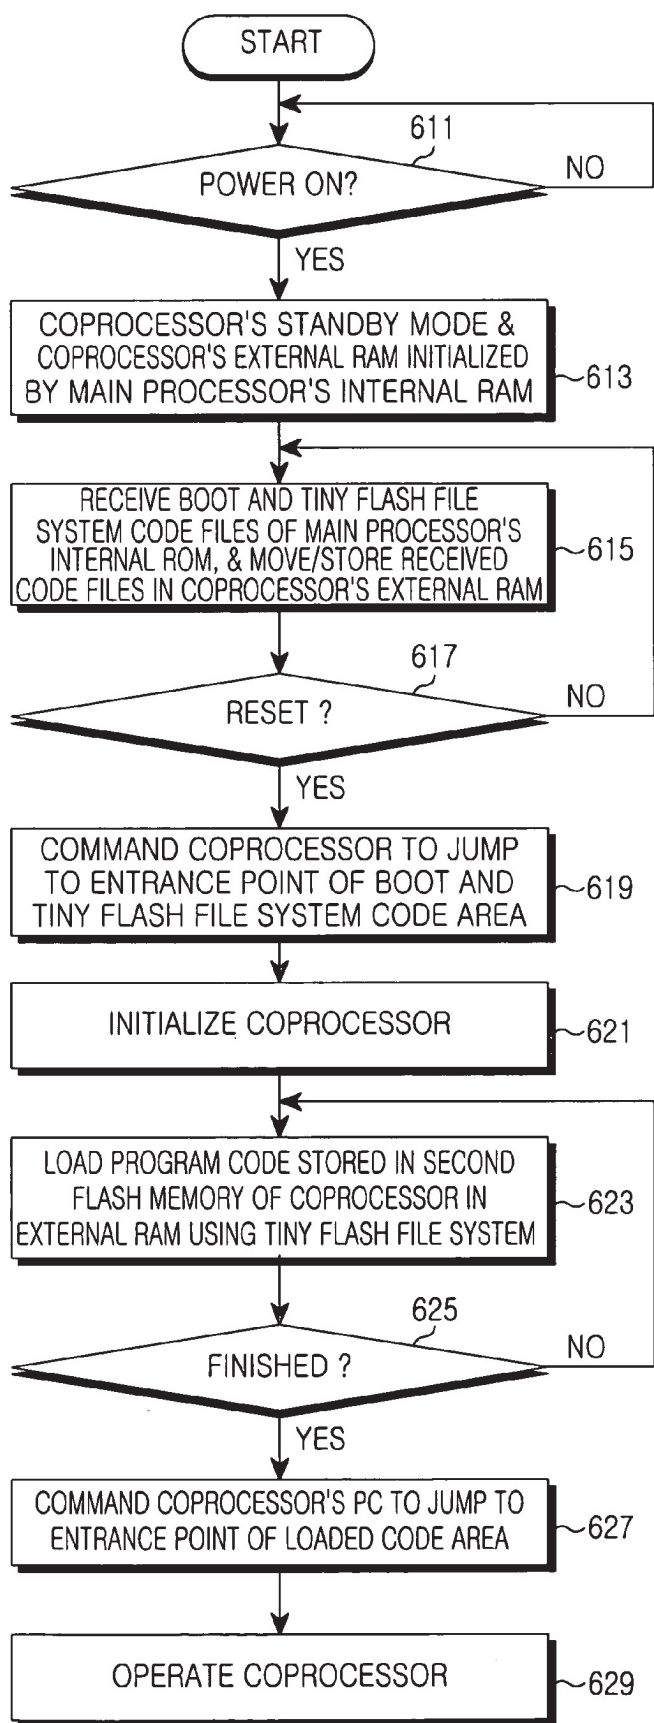 START
611
POWER ON?
NO
YES
COPROCESSOR'S STANDBY MODE &
COPROCESSOR'S EXTERNAL RAM INITIALIZED
BY MAIN PROCESSOR'S INTERNAL RAM
613
RECEIVE BOOT AND TINY FLASH FILE
SYSTEM CODE FILES OF MAIN PROCESSOR'S
INTERNAL ROM, & MOVE/STORE RECEIVED
CODE FILES IN COPROCESSOR'S EXTERNAL RAM
615
617
RESET ?
NO
YES
COMMAND COPROCESSOR TO JUMP
TO ENTRANCE POINT OF BOOT AND
TINY FLASH FILE SYSTEM CODE AREA
619
INITIALIZE COPROCESSOR
621
LOAD PROGRAM CODE STORED IN SECOND
FLASH MEMORY OF COPROCESSOR IN
EXTERNAL RAM USING TINY FLASH FILE SYSTEM
623
625
FINISHED ?
NO
YES
COMMAND COPROCESSOR'S PC TO JUMP TO
ENTRANCE POINT OF LOADED CODE AREA
627
OPERATE COPROCESSOR
629